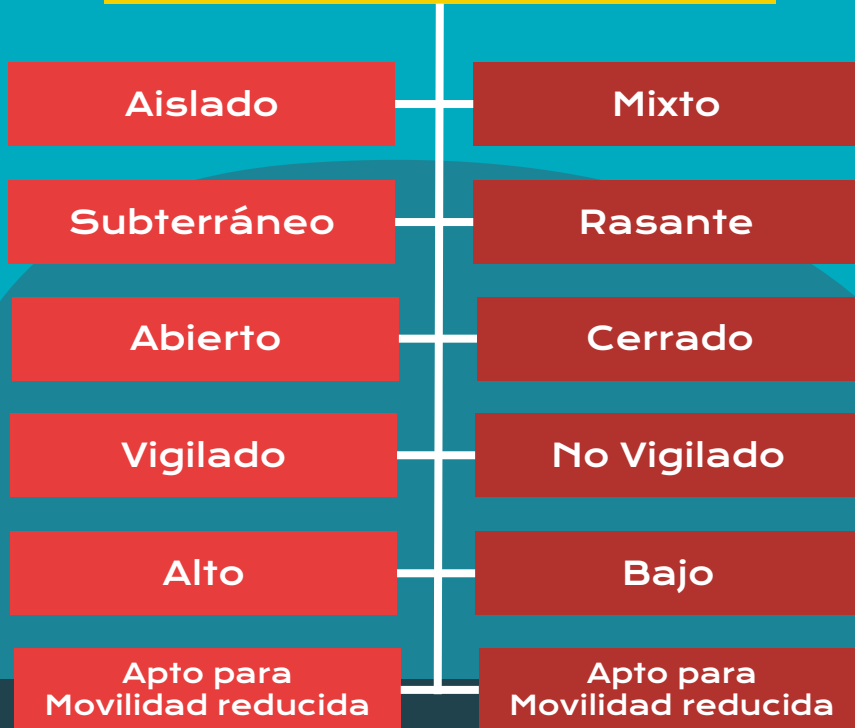 Aislado
Mixto
Subterráneo
Rasante
Abierto
Cerrado
Vigilado
No Vigilado
Alto
Bajo
Apto para
Movilidad reducida
Apto para
Movilidad reducida